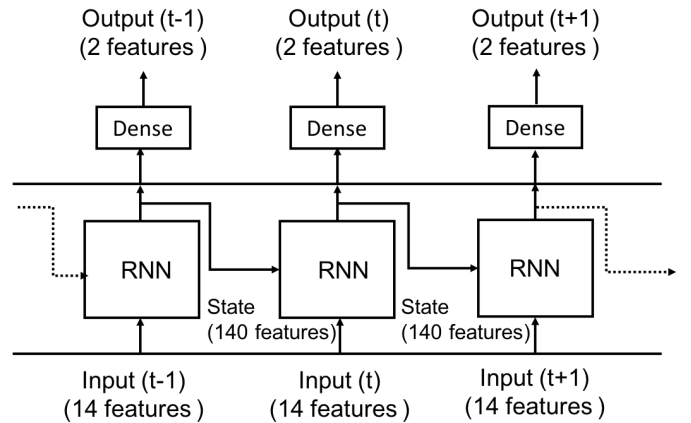 Output (t-1)
(2 features )
Output (t)
(2 features )
Output (t+1)
(2 features )
Dense
Dense
Dense
RNN
RNN
RNN
State
(140 features)
State
(140 features)
Input (t-1)
(14 features )
Input (t)
(14 features )
Input (t+1)
(14 features )